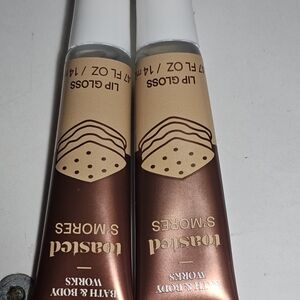 BATH & BODY
WORKS
toasted
S'MORES
LIP GLOSS
.47 FL OZ / 14 m
BATH & BODY
WORKS
toasted
S'MORES
LIP GLOSS
47 FL OZ / 14 m